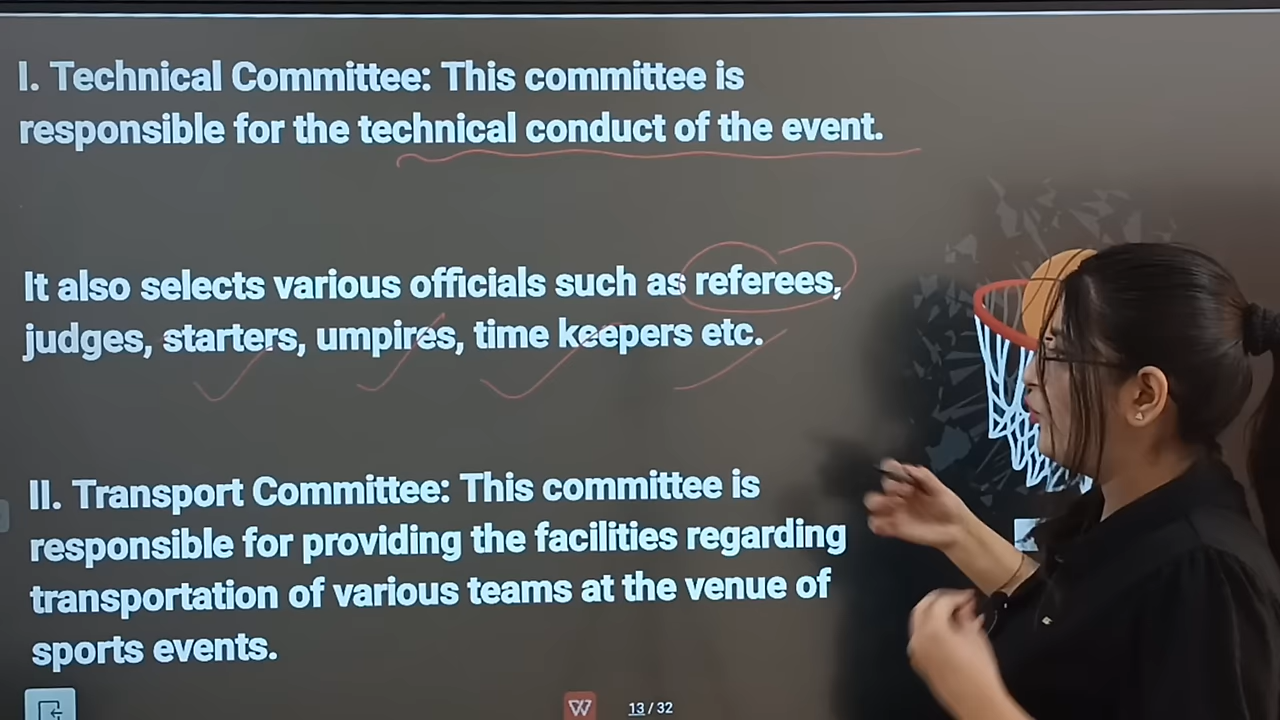 I. Technical Committee: This committee is
responsible for the technical conduct of the event.
It also selects various officials such as referees,
judges, starters, umpires, time keepers etc.
II. Transport Committee: This committee is
responsible for providing the facilities regarding
transportation of various teams at the venue of
sports events.
W 13 / 32